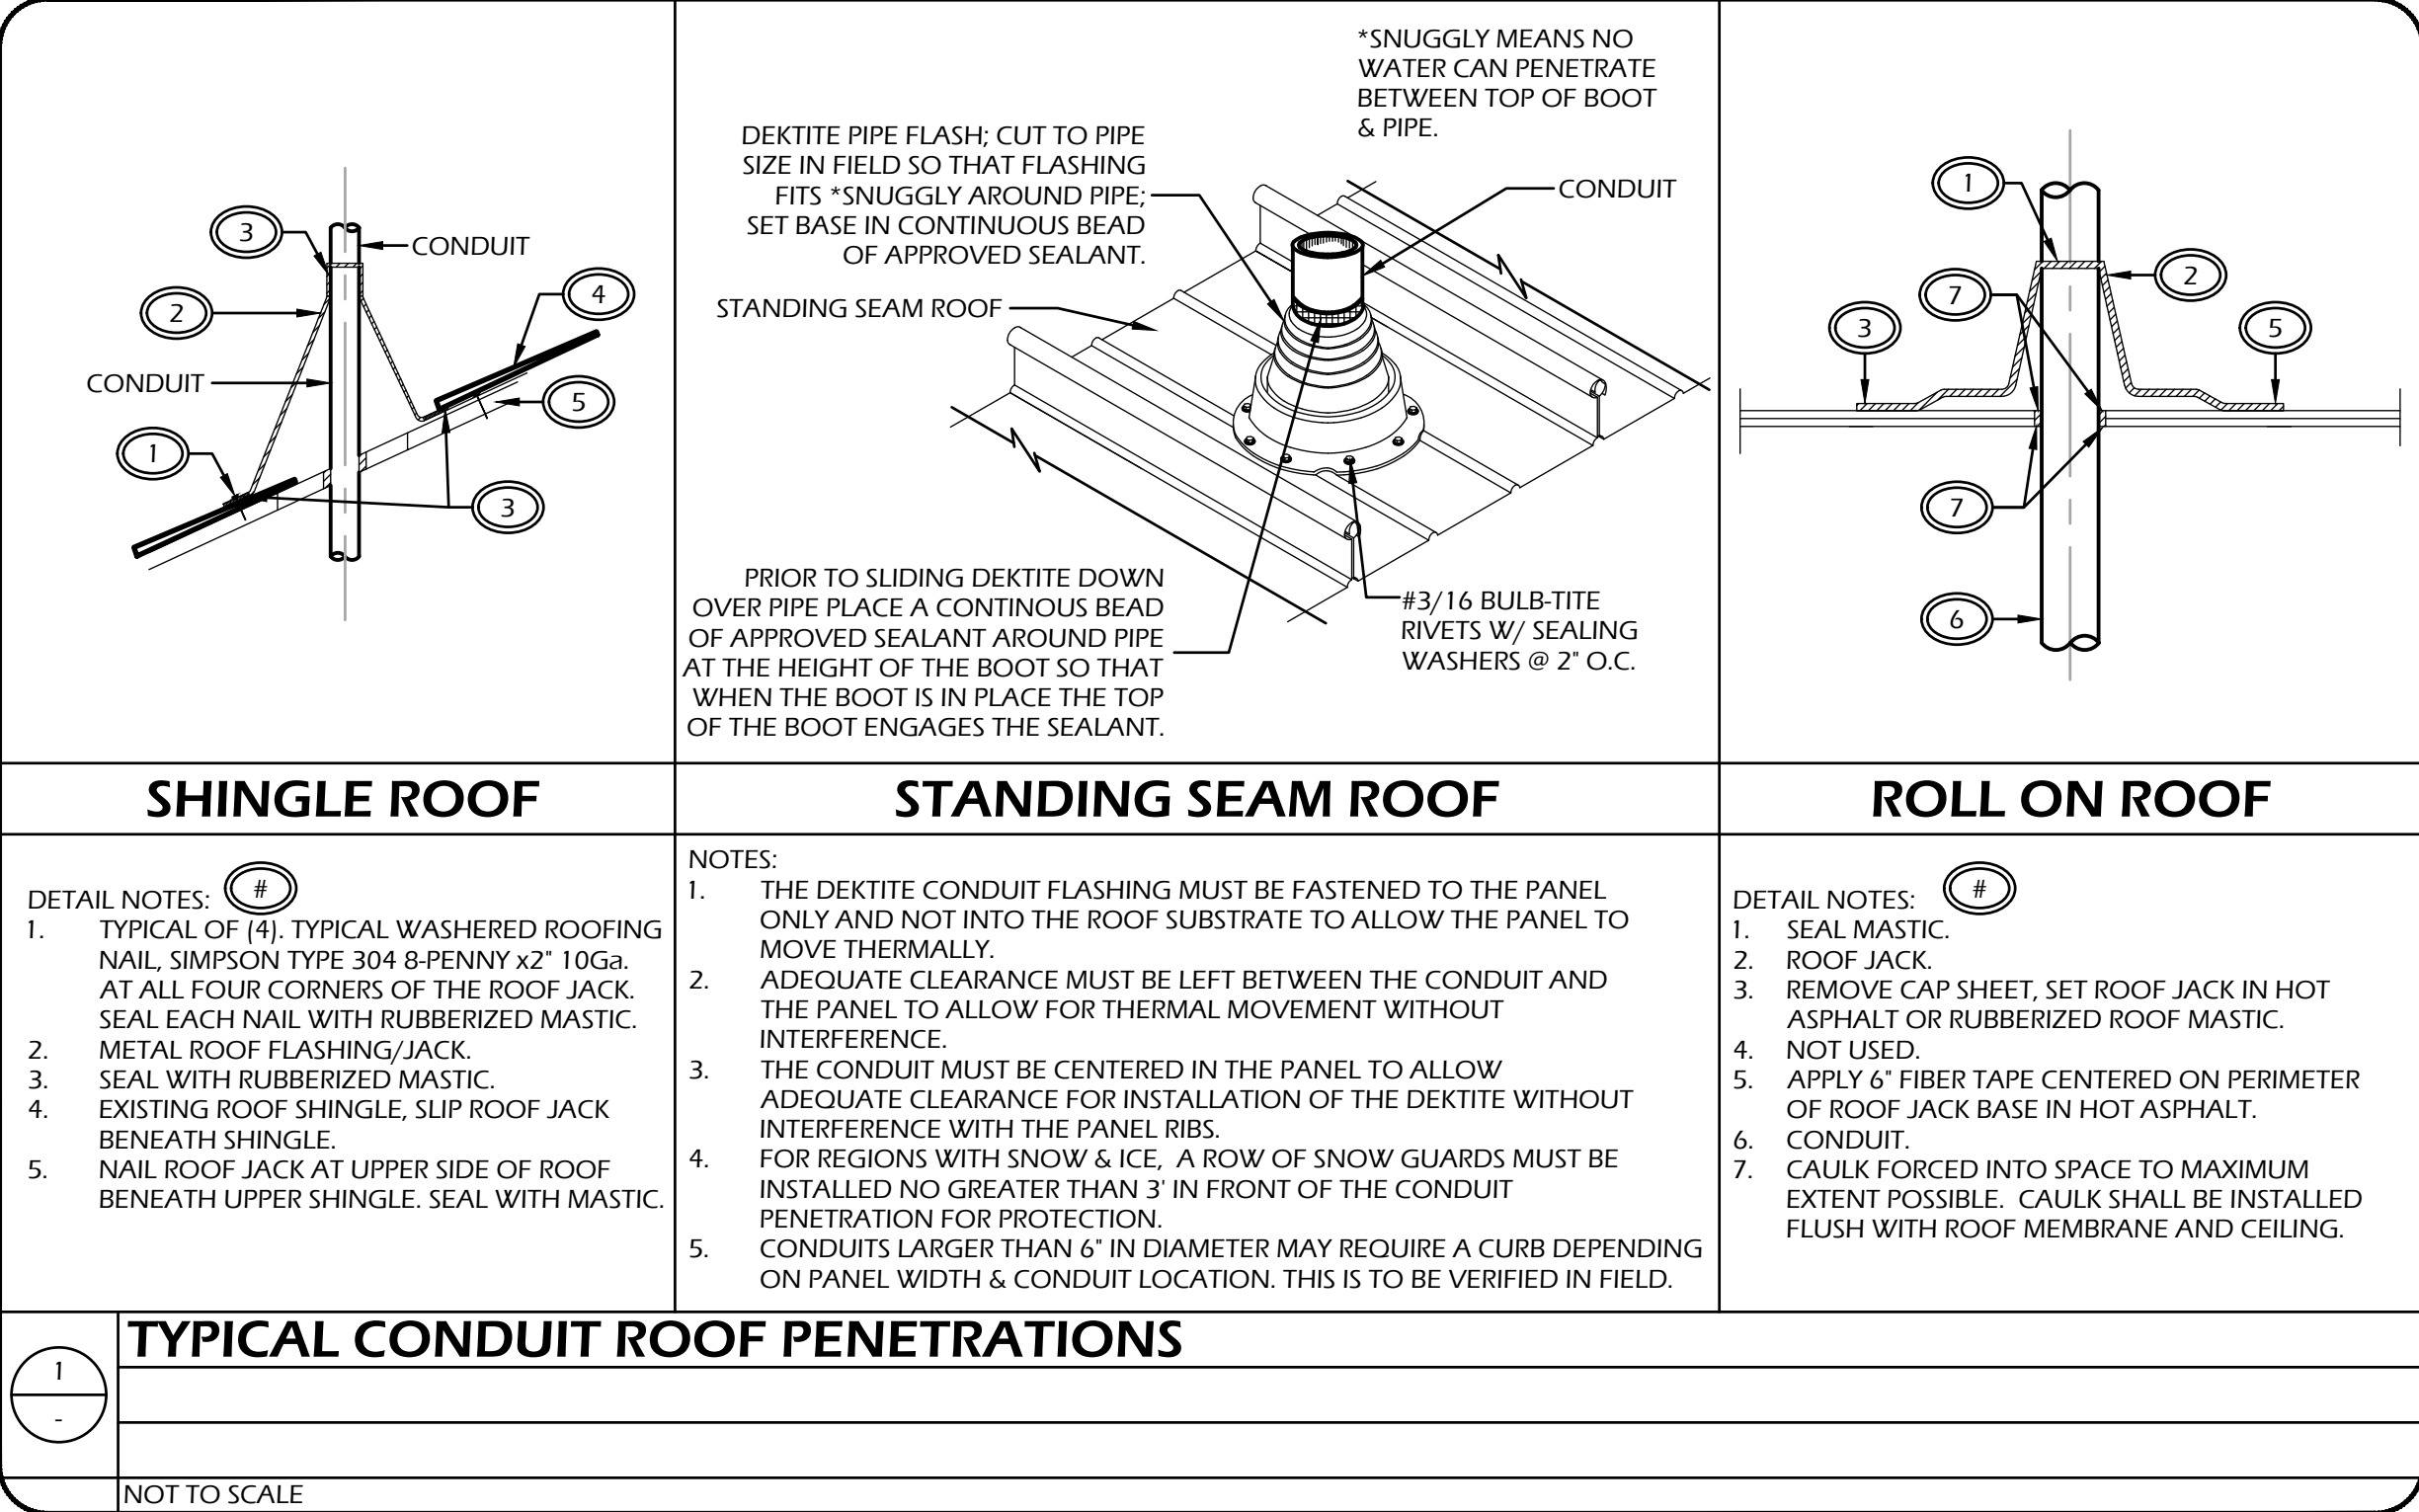 3
CONDUIT
4
2
CONDUIT
5
1
3
*SNUGGLY MEANS NO
WATER CAN PENETRATE
BETWEEN TOP OF BOOT
& PIPE.
DEKTITE PIPE FLASH; CUT TO PIPE
SIZE IN FIELD SO THAT FLASHING
FITS *SNUGGLY AROUND PIPE;
SET BASE IN CONTINUOUS BEAD
OF APPROVED SEALANT.
CONDUIT
STANDING SEAM ROOF
PRIOR TO SLIDING DEKTITE DOWN
OVER PIPE PLACE A CONTINOUS BEAD
OF APPROVED SEALANT AROUND PIPE
AT THE HEIGHT OF THE BOOT SO THAT
WHEN THE BOOT IS IN PLACE THE TOP
OF THE BOOT ENGAGES THE SEALANT.
#3/16 BULB-TITE
RIVETS W/ SEALING
WASHERS @ 2" O.C.
1
2
7
3
5
7
6
SHINGLE ROOF
STANDING SEAM ROOF
ROLL ON ROOF
DETAIL NOTES: #
1. TYPICAL OF (4). TYPICAL WASHERED ROOFING
NAIL, SIMPSON TYPE 304 8-PENNY x2" 10Ga.
AT ALL FOUR CORNERS OF THE ROOF JACK.
SEAL EACH NAIL WITH RUBBERIZED MASTIC.
2. METAL ROOF FLASHING/JACK.
3. SEAL WITH RUBBERIZED MASTIC.
4. EXISTING ROOF SHINGLE, SLIP ROOF JACK
BENEATH SHINGLE.
5. NAIL ROOF JACK AT UPPER SIDE OF ROOF
BENEATH UPPER SHINGLE. SEAL WITH MASTIC.
NOTES:
1. THE DEKTITE CONDUIT FLASHING MUST BE FASTENED TO THE PANEL
ONLY AND NOT INTO THE ROOF SUBSTRATE TO ALLOW THE PANEL TO
MOVE THERMALLY.
2. ADEQUATE CLEARANCE MUST BE LEFT BETWEEN THE CONDUIT AND
THE PANEL TO ALLOW FOR THERMAL MOVEMENT WITHOUT
INTERFERENCE.
3. THE CONDUIT MUST BE CENTERED IN THE PANEL TO ALLOW
ADEQUATE CLEARANCE FOR INSTALLATION OF THE DEKTITE WITHOUT
INTERFERENCE WITH THE PANEL RIBS.
4. FOR REGIONS WITH SNOW & ICE, A ROW OF SNOW GUARDS MUST BE
INSTALLED NO GREATER THAN 3' IN FRONT OF THE CONDUIT
PENETRATION FOR PROTECTION.
5. CONDUITS LARGER THAN 6" IN DIAMETER MAY REQUIRE A CURB DEPENDING
ON PANEL WIDTH & CONDUIT LOCATION. THIS IS TO BE VERIFIED IN FIELD.
DETAIL NOTES: #
1. SEAL MASTIC.
2. ROOF JACK.
3. REMOVE CAP SHEET, SET ROOF JACK IN HOT
ASPHALT OR RUBBERIZED ROOF MASTIC.
4. NOT USED.
5. APPLY 6" FIBER TAPE CENTERED ON PERIMETER
OF ROOF JACK BASE IN HOT ASPHALT.
6. CONDUIT.
7. CAULK FORCED INTO SPACE TO MAXIMUM
EXTENT POSSIBLE. CAULK SHALL BE INSTALLED
FLUSH WITH ROOF MEMBRANE AND CEILING.
TYPICAL CONDUIT ROOF PENETRATIONS
1
-
NOT TO SCALE